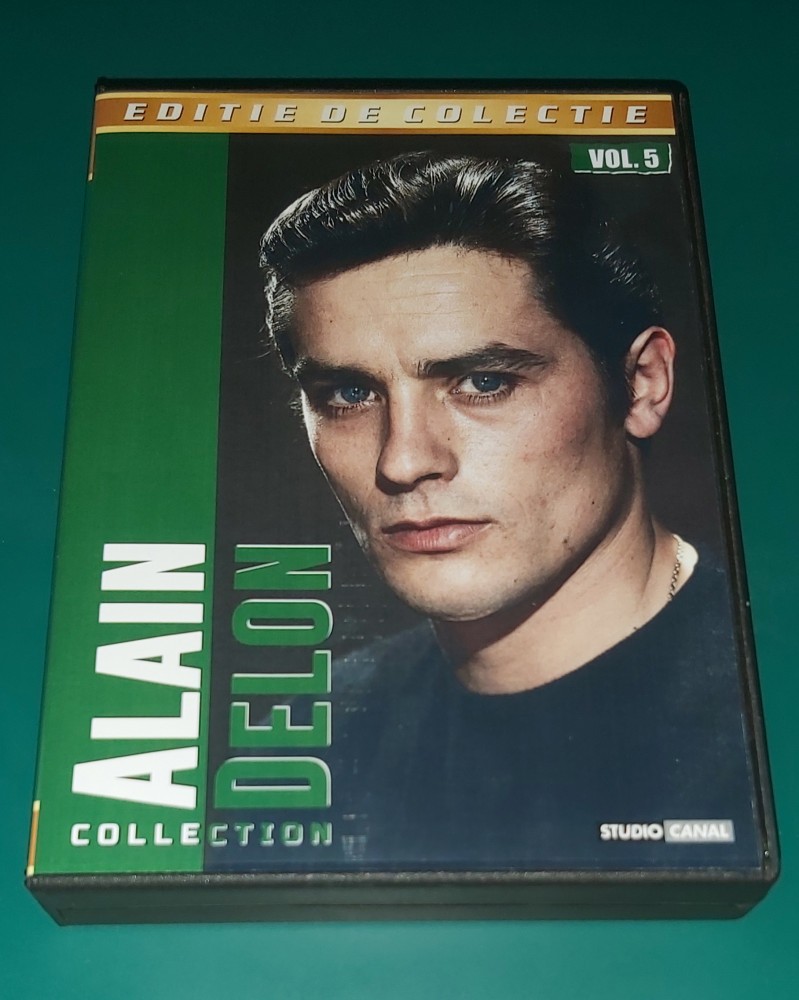 EDITIE DE COLECTIE
VOL. 5
ALAIN
DELON
COLLECTION
STUDIO CANAL